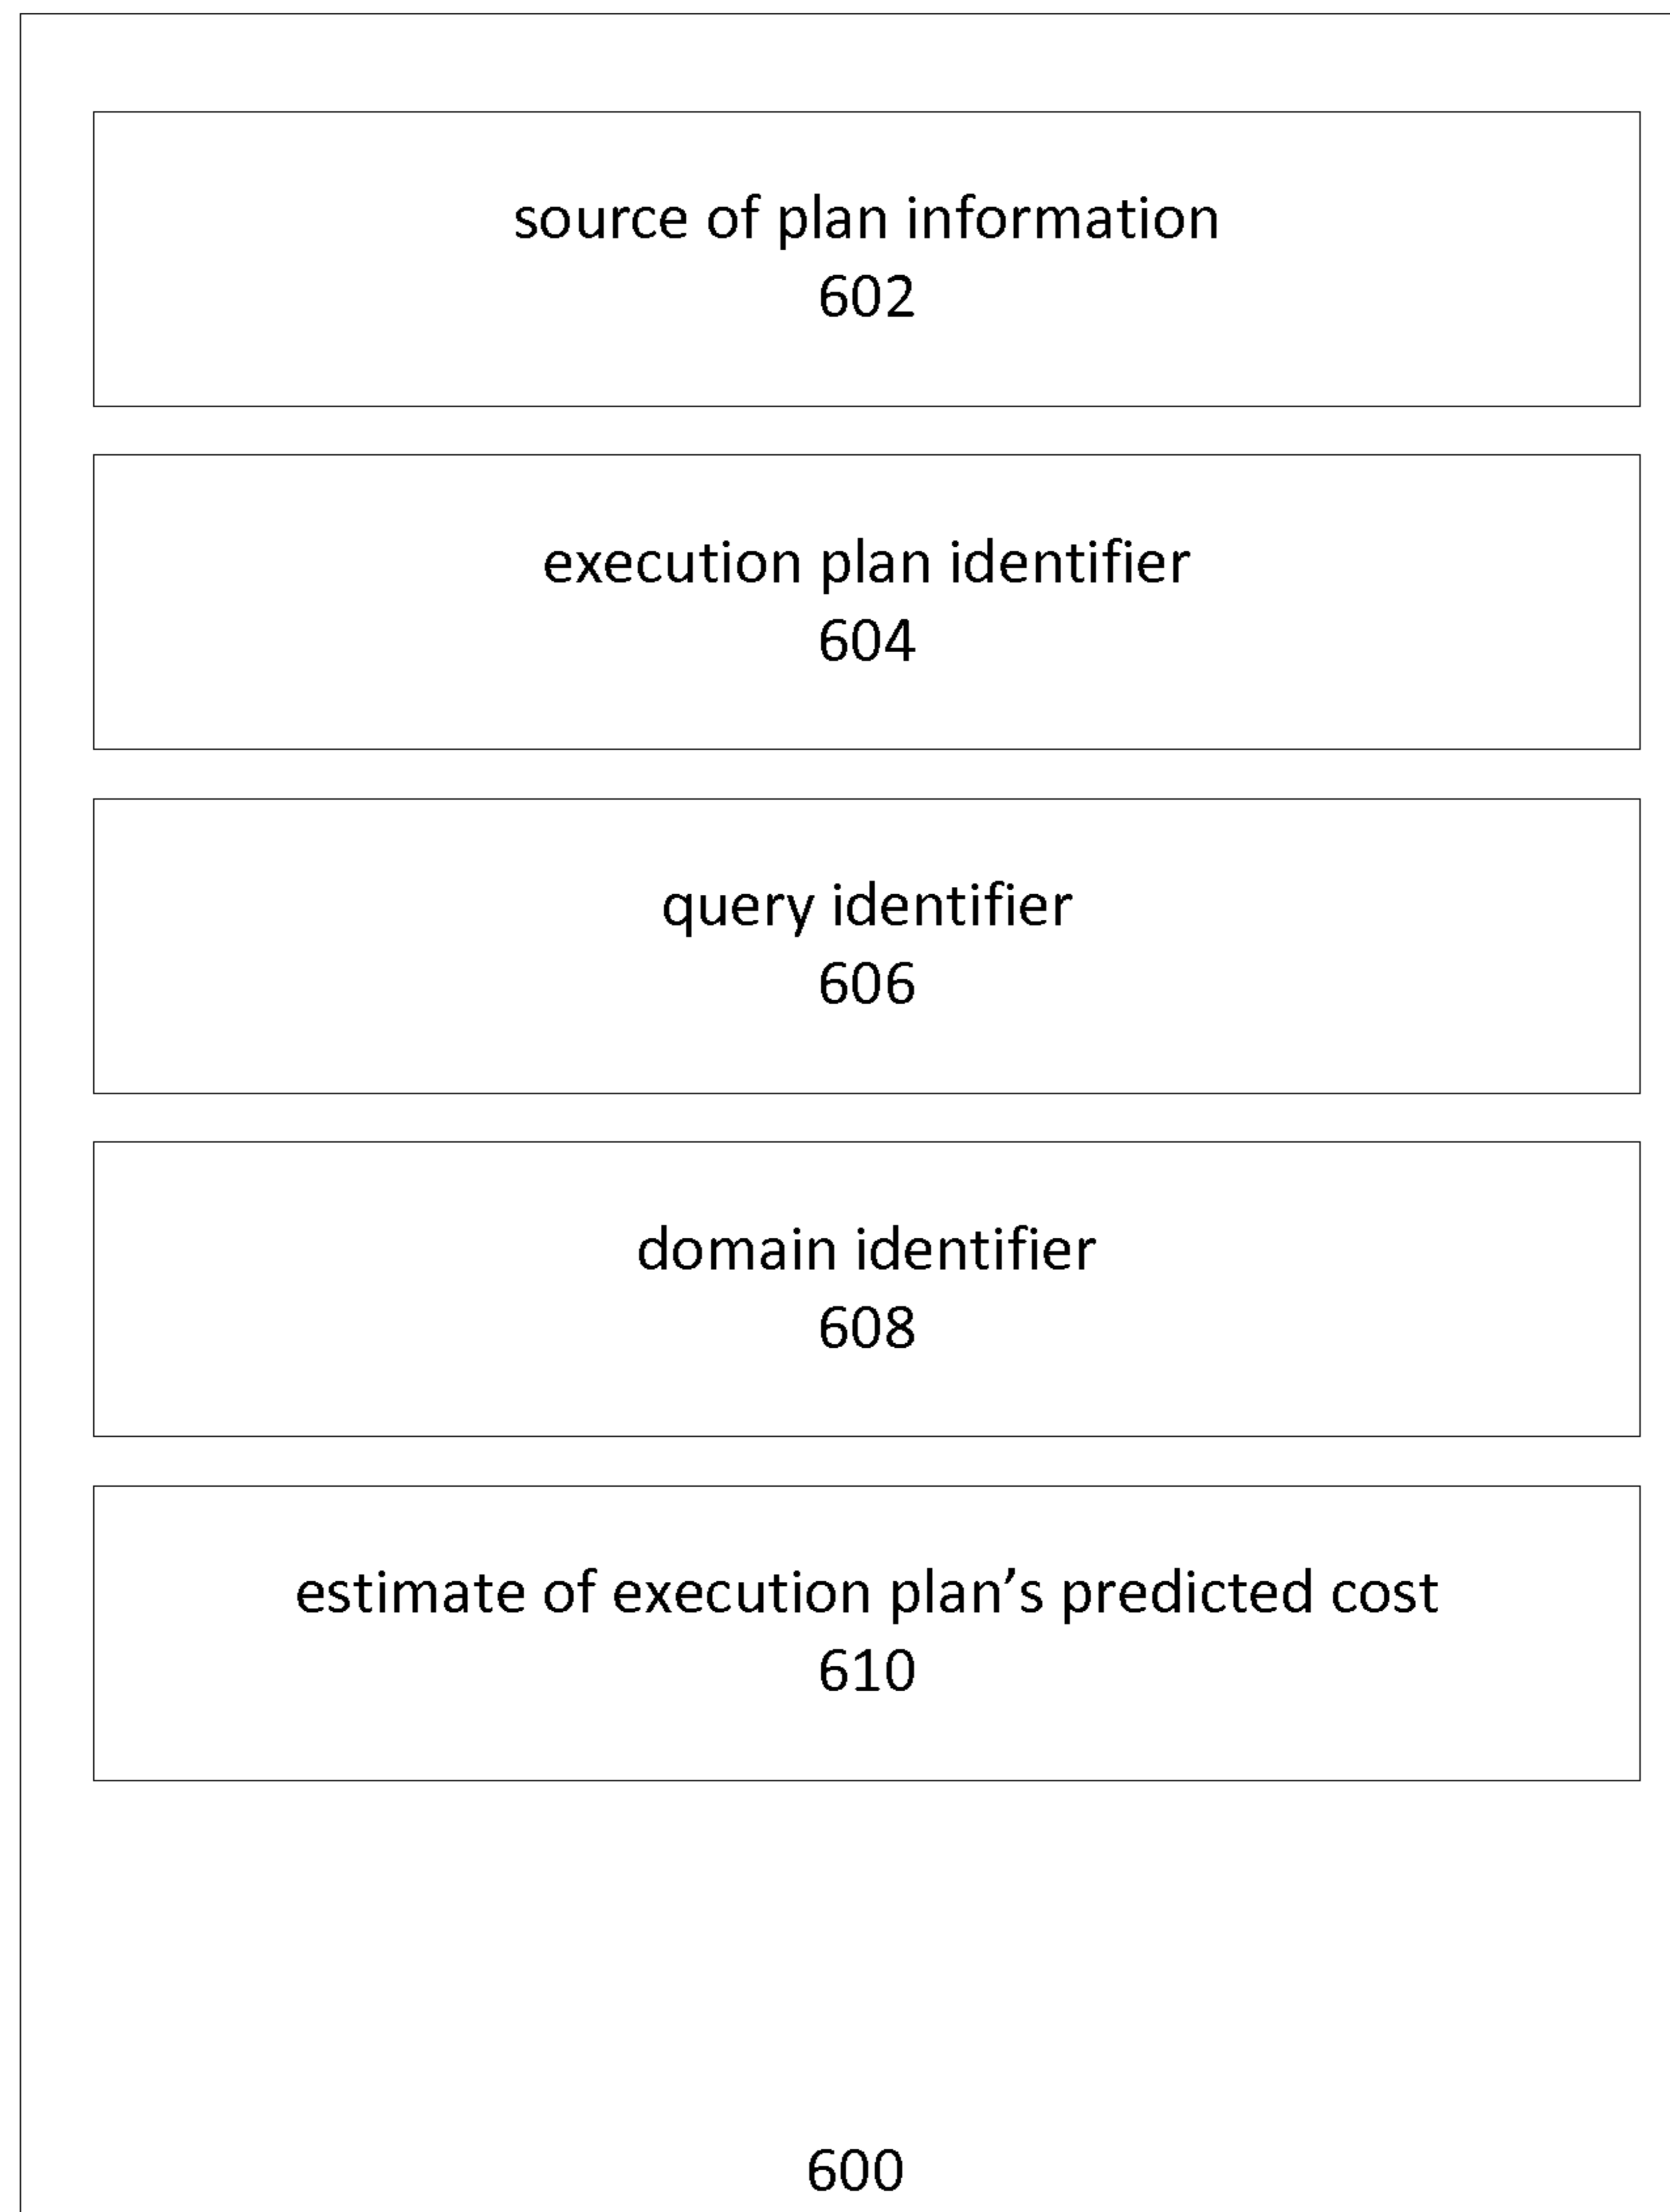 source of plan information
602
execution plan identifier
604
query identifier
606
domain identifier
608
estimate of execution plan’s predicted cost
610
600